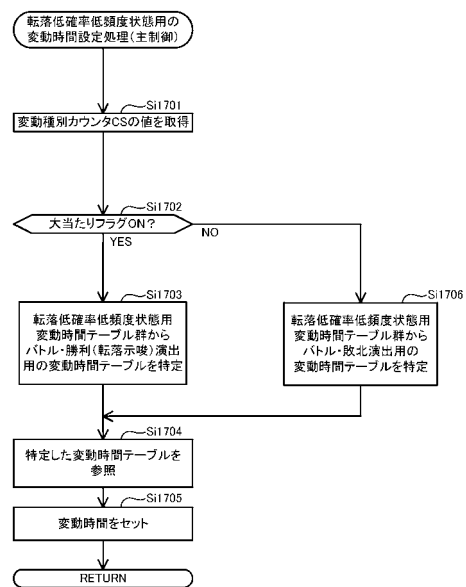 転落低確率低頻度状態用の
変動時間設定処理(主制御)
Si1701
変動種別カウンタCSの値を取得
Si1702
大当たりフラグON?
YES
NO
Si1703
転落低確率低頻度状態用
変動時間テーブル群から
バトル・勝利(転落示唆)演出
用の変動時間テーブルを特定
Si1706
転落低確率低頻度状態用
変動時間テーブル群から
バトル・敗北演出用の
変動時間テーブルを特定
Si1704
特定した変動時間テーブルを
参照
Si1705
変動時間をセット
RETURN